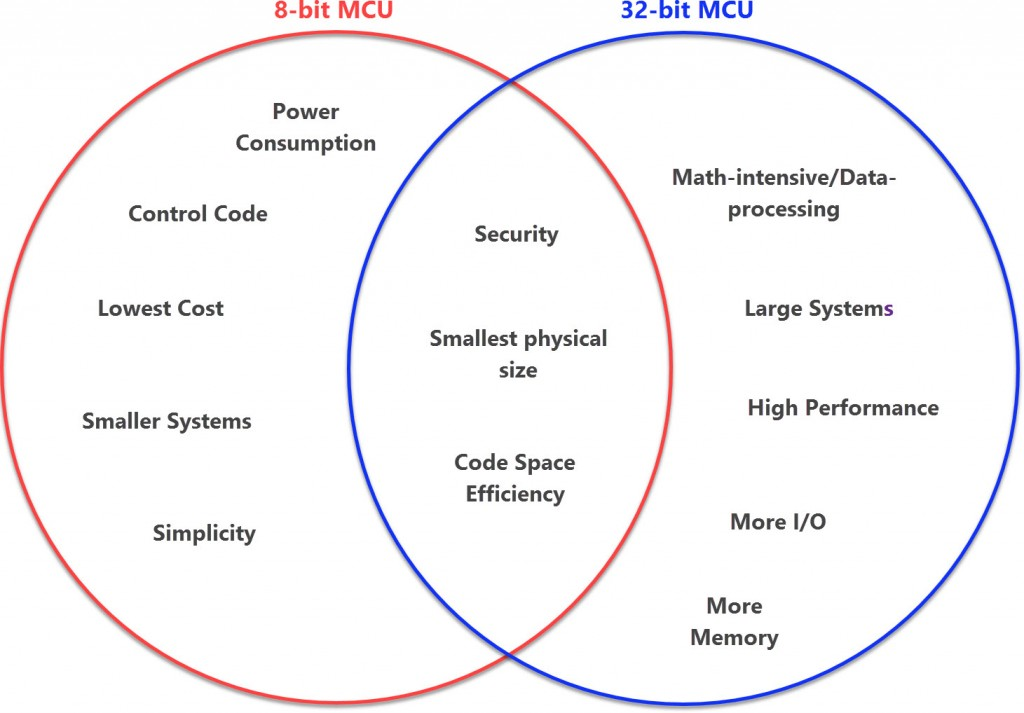 8-bit MCU
32-bit MCU
Power
Consumption
Control Code
Lowest Cost
Smaller Systems
Simplicity
Security
Smallest physical
size
Code Space
Efficiency
Math-intensive/Data-
processing
Large Systems
High Performance
More I/O
More
Memory